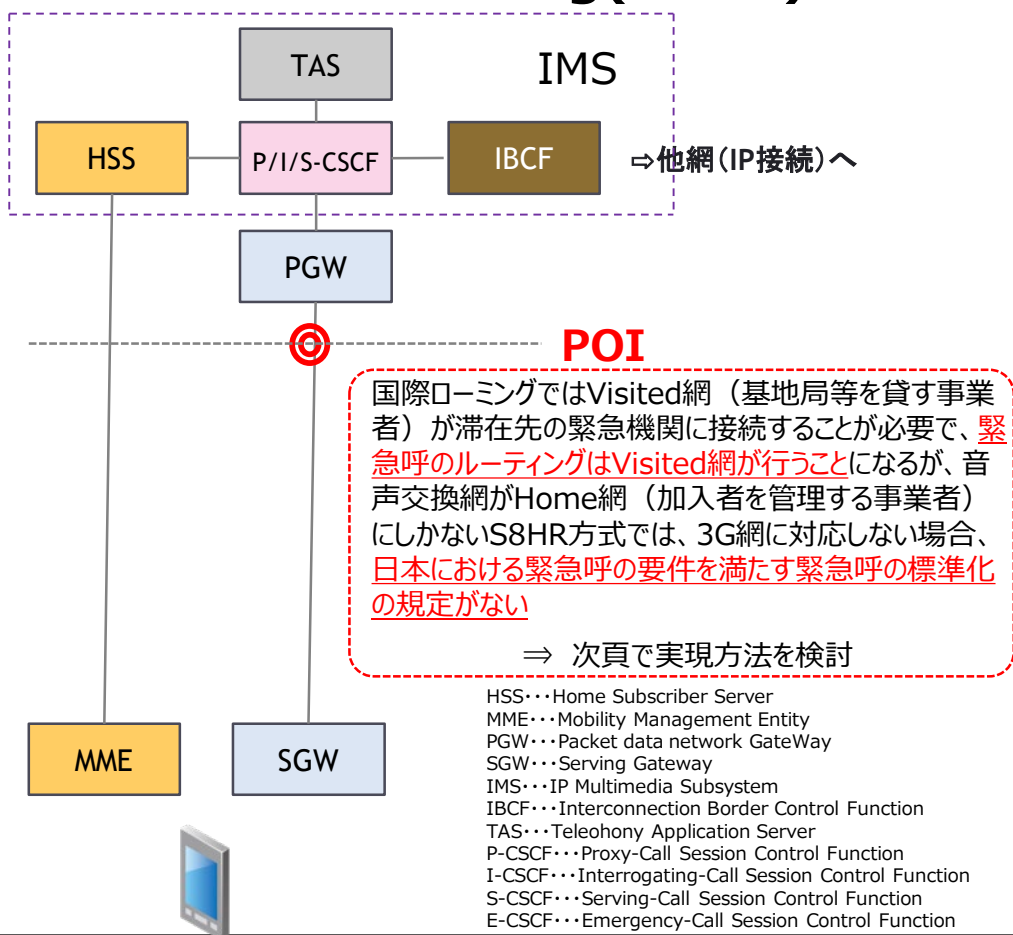 TAS
IMS
HSS
P/I/S-CSCF
IBCF
⇨他網(IP接続)へ
PGW
POI
国際ローミングではVisited網（基地局等を貸す事業
者）が滞在先の緊急機関に接続することが必要で、緊
急呼のルーティングはVisited網が行うことになるが、音
声交換網がHome網（加入者を管理する事業者）
にしかないS8HR方式では、3G網に対応しない場合、
日本における緊急呼の要件を満たす緊急呼の標準化
の規定がない
⇒ 次頁で実現方法を検討
MME
SGW
HSS･･･Home Subscriber Server
MME･･･Mobility Management Entity
PGW･･･Packet data network GateWay
SGW･･･Serving Gateway
IMS･･･IP Multimedia Subsystem
IBCF･･･Interconnection Border Control Function
TAS･･･Teleohony Application Server
P-CSCF･･･Proxy-Call Session Control Function
I-CSCF･･･Interrogating-Call Session Control Function
S-CSCF･･･Serving-Call Session Control Function
E-CSCF･･･Emergency-Call Session Control Function